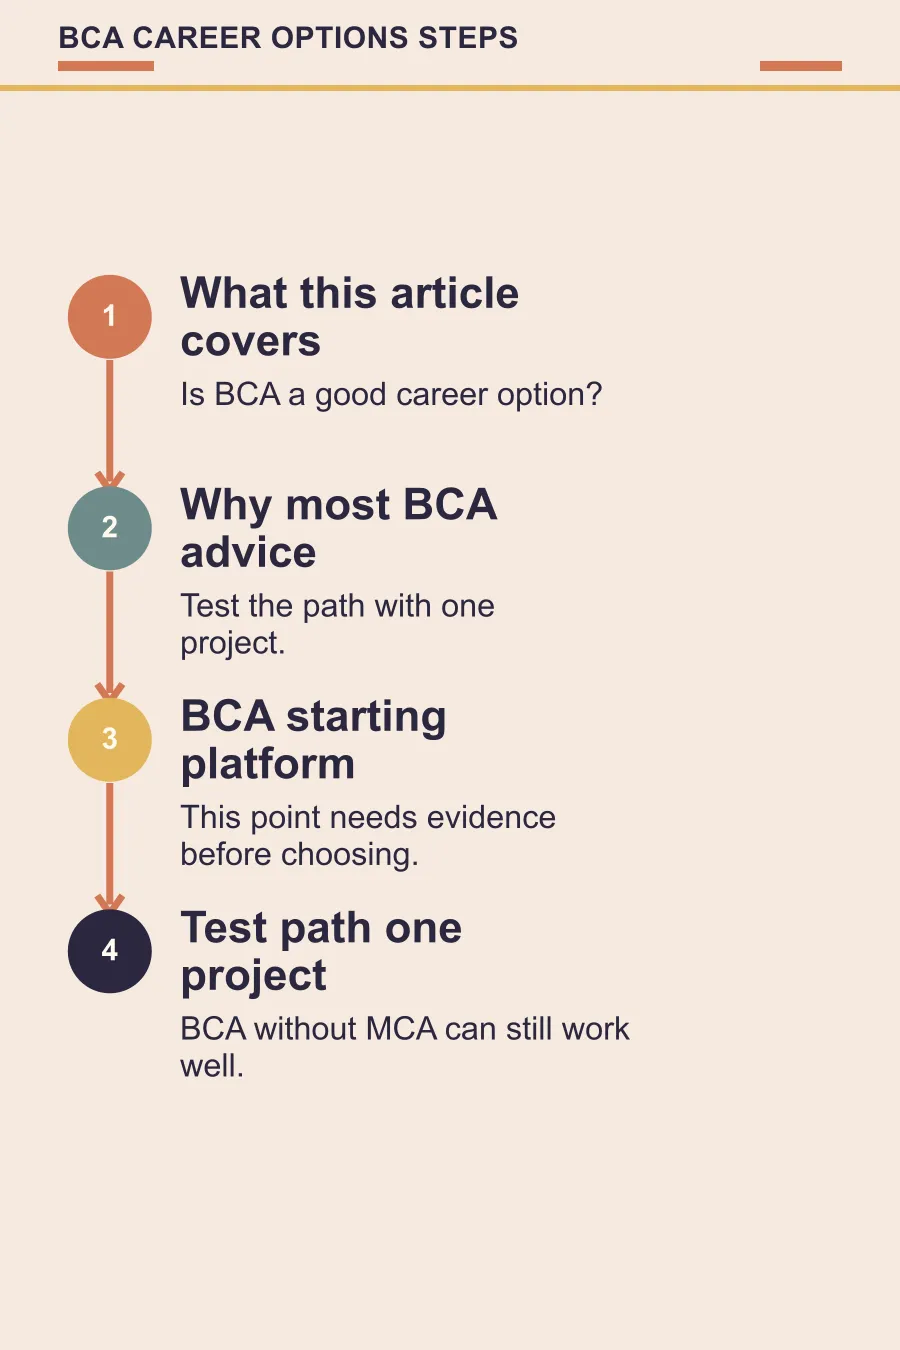 BCA CAREER OPTIONS STEPS
1
What this article
covers
Is BCA a good career option?
2
Why most BCA
advice
Test the path with one
project.
3
BCA starting
platform
This point needs evidence
before choosing.
4
Test path one
project
BCA without MCA can still work
well.